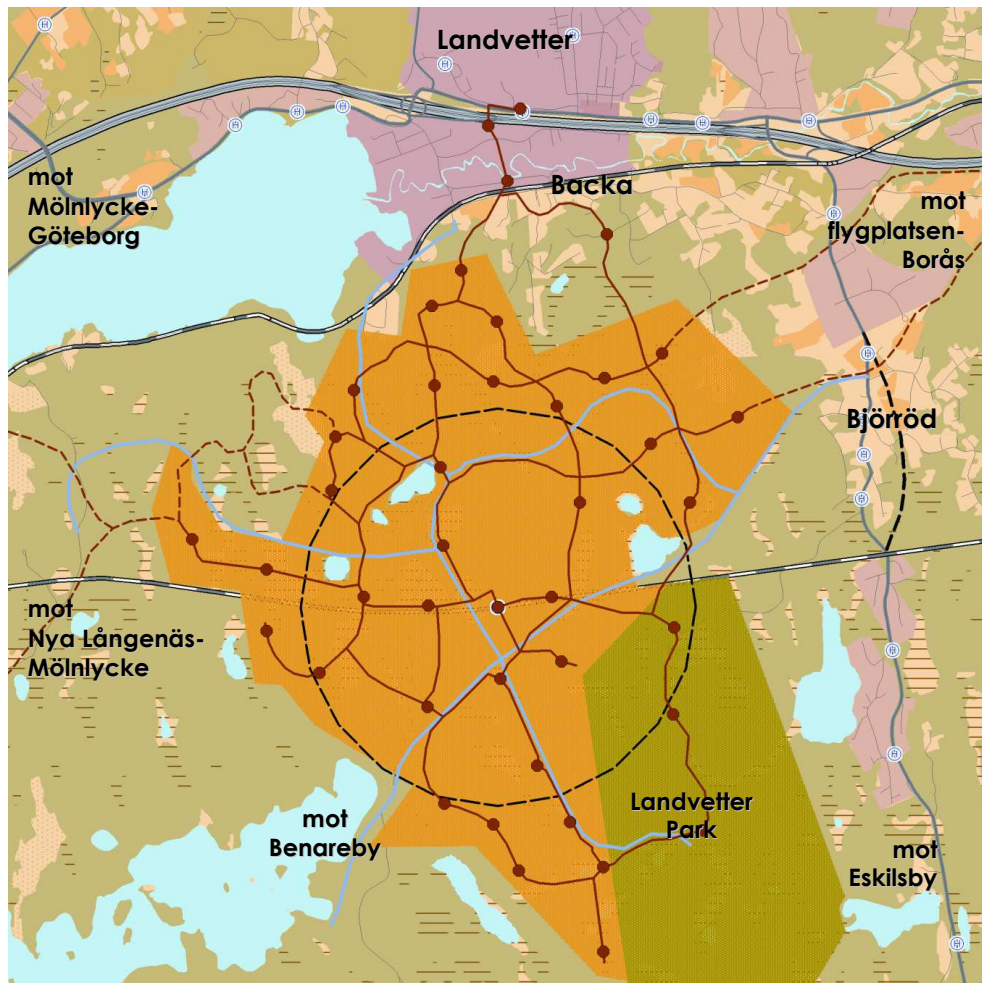 Landvetter
mot
Mölnlycke-
Göteborg
Backa
mot
flygplatsen-
Borås
Björröd
mot
Nya Långenäs-
Mölnlycke
Landvetter
Park
mot
Benareby
mot
Eskilsby